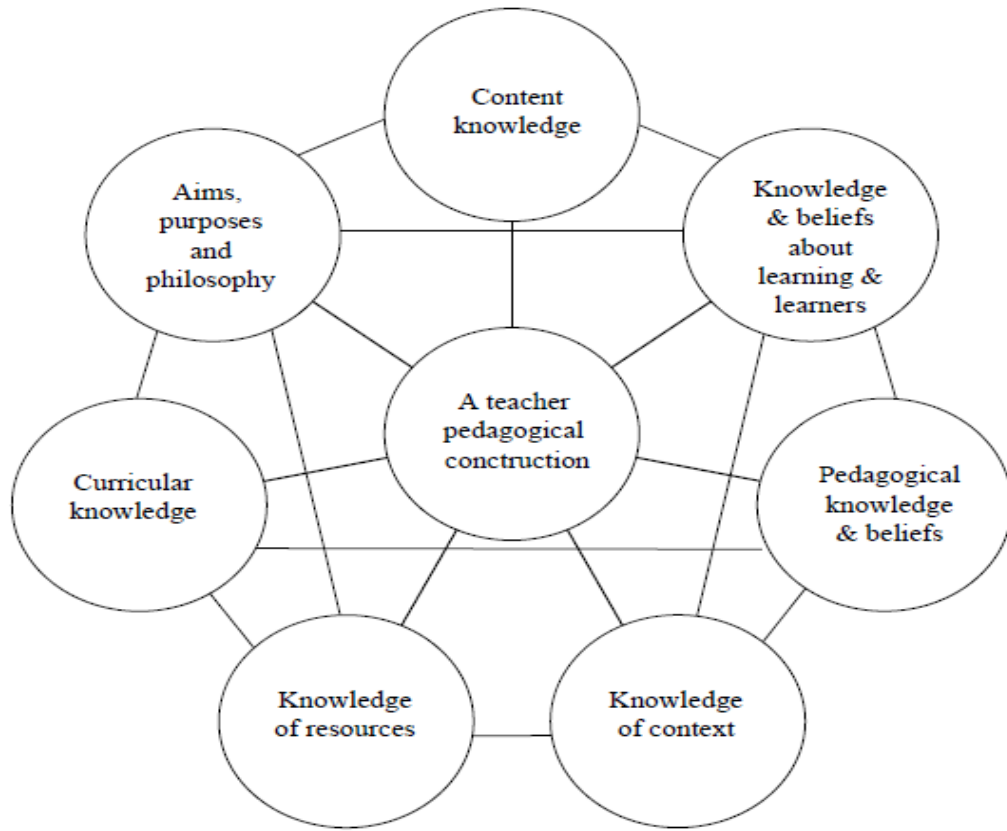 Content
knowledge
Aims,
purposes
and
philosophy
Knowledge
& beliefs
about
learning &
learners
A teacher
pedagogical
conctruction
Curricular
knowledge
Pedagogical
knowledge
& beliefs
Knowledge
of resources
Knowledge
of context